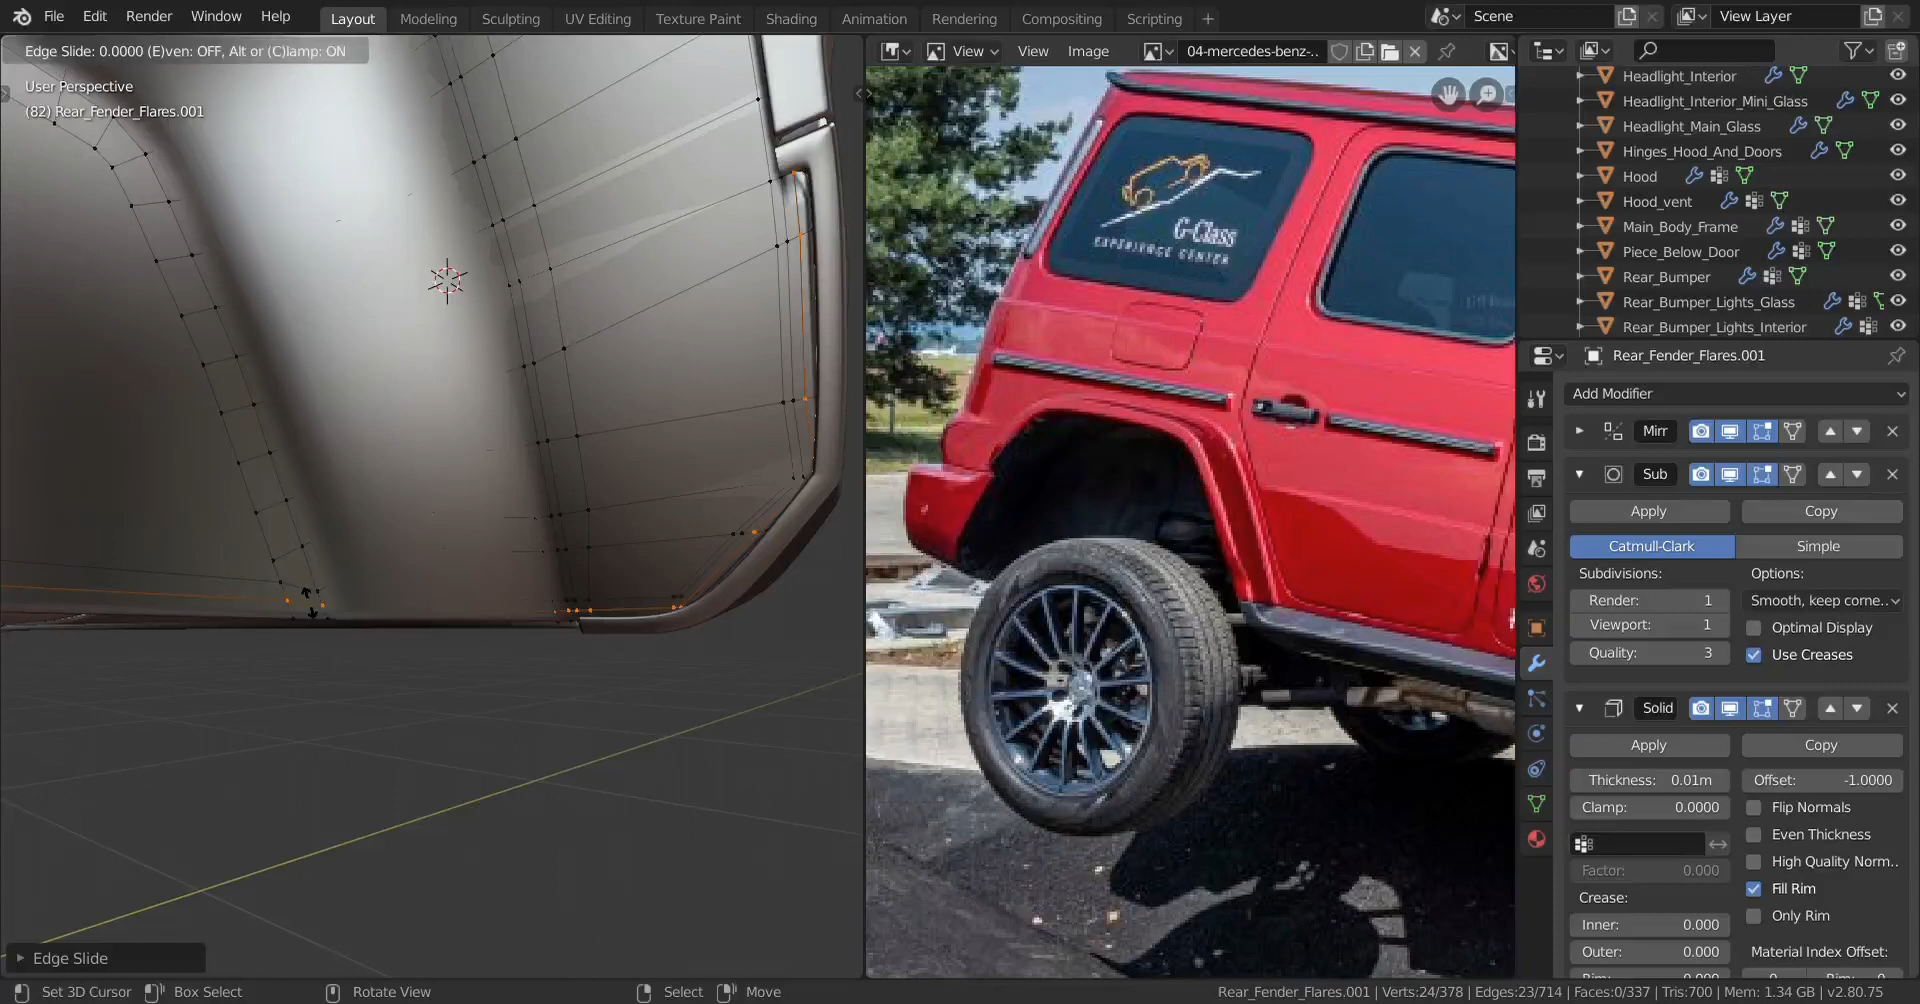 File Edit Render Window Help Layout Modeling Sculpting UV Editing Texture Paint Shading Animation Rendering Compositing Scripting + Scene View Layer
Edge Slide: 0.0000 (E)ven: OFF, Alt or (C)lamp: ON
View View Image 04-mercedes-benz-..
User Perspective
(82) Rear_Fender_Flares.001
G-Class
EXPERIENCE CENTER
Headlight_Interior
Headlight_Interior_Mini_Glass
Headlight_Main_Glass
Hinges_Hood_And_Doors
Hood
Hood_vent
Main_Body_Frame
Piece_Below_Door
Rear_Bumper
Rear_Bumper_Lights_Glass
Rear_Bumper_Lights_Interior
Rear_Fender_Flares.001
Add Modifier
Mirr
Sub
Apply Copy
Catmull-Clark Simple
Subdivisions: Options:
Render: 1 Smooth, keep corne..
Viewport: 1 Optimal Display
Quality: 3 Use Creases
Solid
Apply Copy
Thickness: 0.01m Offset: -1.0000
Clamp: 0.0000 Flip Normals
Even Thickness
High Quality Norm..
Factor: 0.000 Fill Rim
Crease: Only Rim
Inner: 0.000
Outer: 0.000 Material Index Offset:
Edge Slide
Set 3D Cursor Box Select Rotate View Select Move Rear_Fender_Flares.001 | Verts:24/378 | Edges:23/714 | Faces:0/337 | Tris:700 | Mem: 1.34 GB | v2.80.75